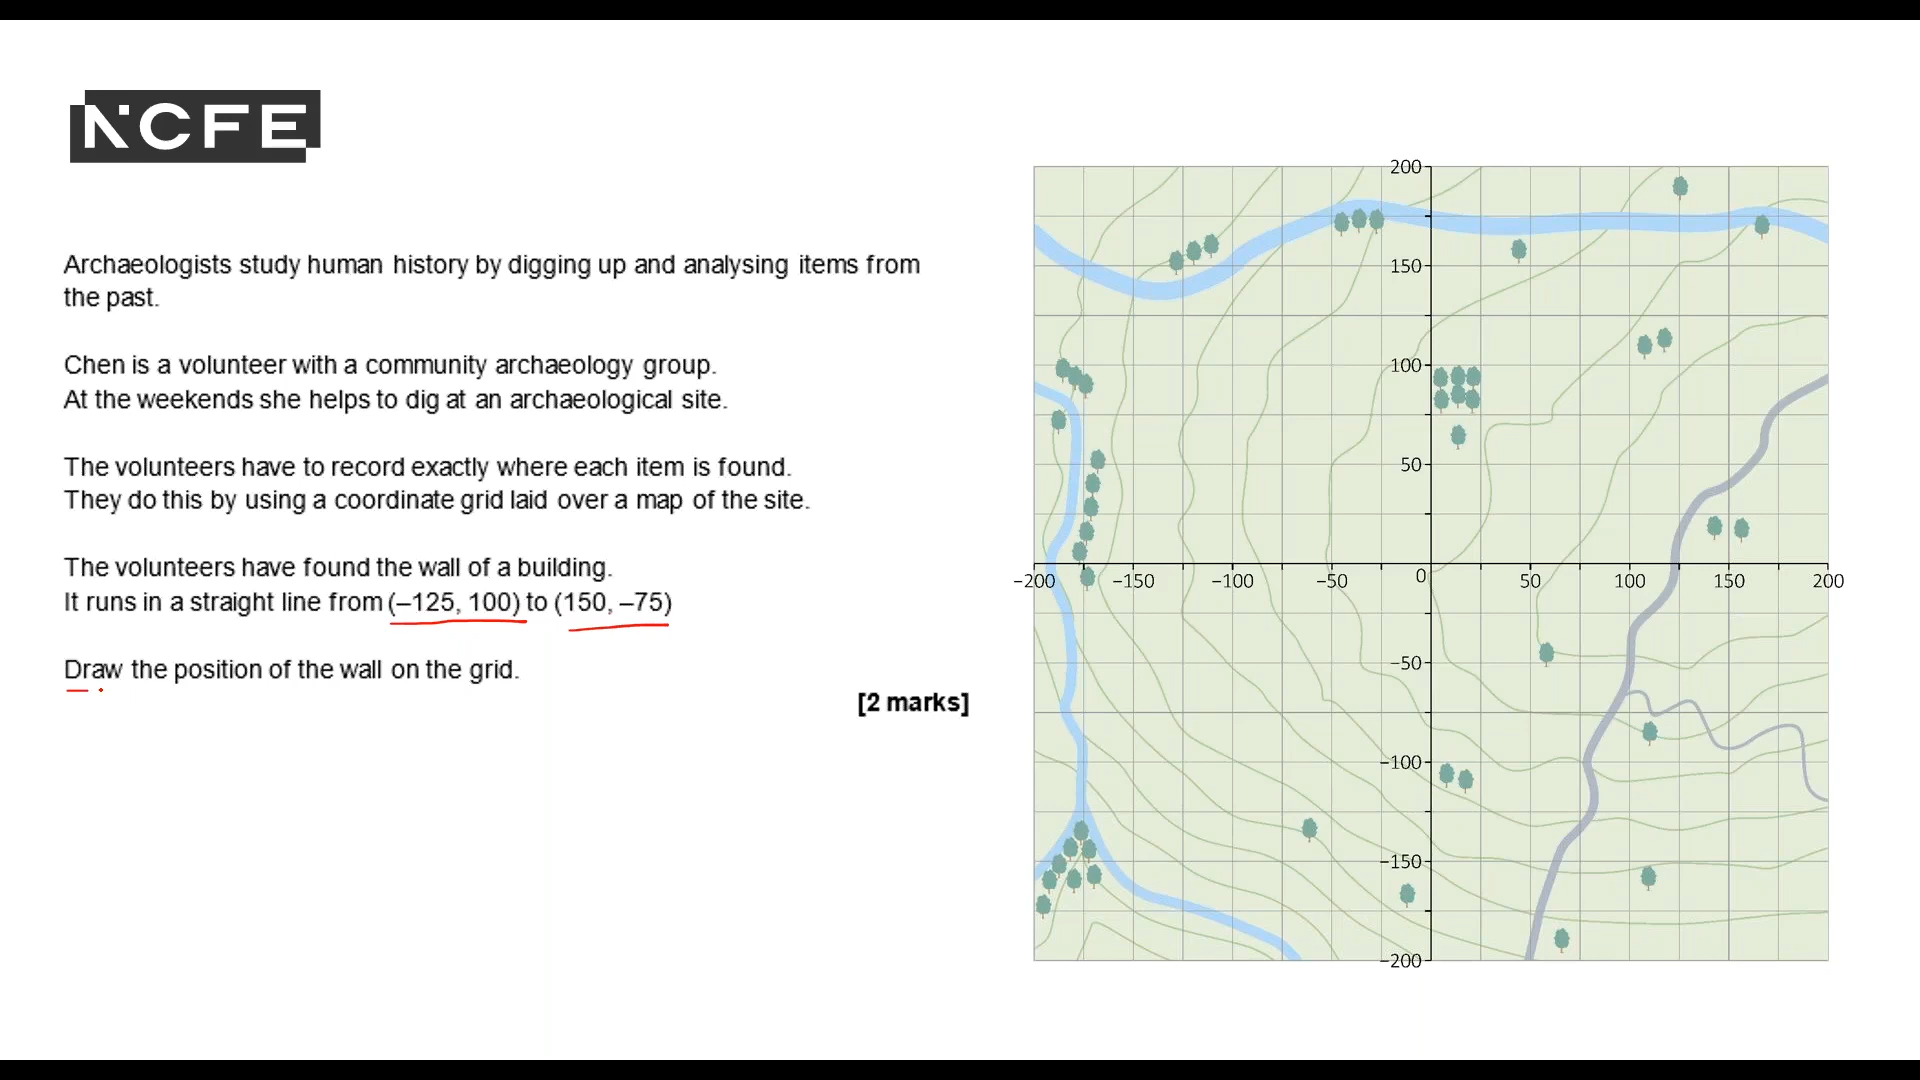 NCFE
Archaeologists study human history by digging up and analysing items from
the past.
Chen is a volunteer with a community archaeology group.
At the weekends she helps to dig at an archaeological site.
The volunteers have to record exactly where each item is found.
They do this by using a coordinate grid laid over a map of the site.
The volunteers have found the wall of a building.
It runs in a straight line from (–125, 100) to (150, –75)
Draw the position of the wall on the grid.
[2 marks]
200
150
100
50
−200 −150 −100 −50 0 50 100 150 200
−50
−100
−150
−200